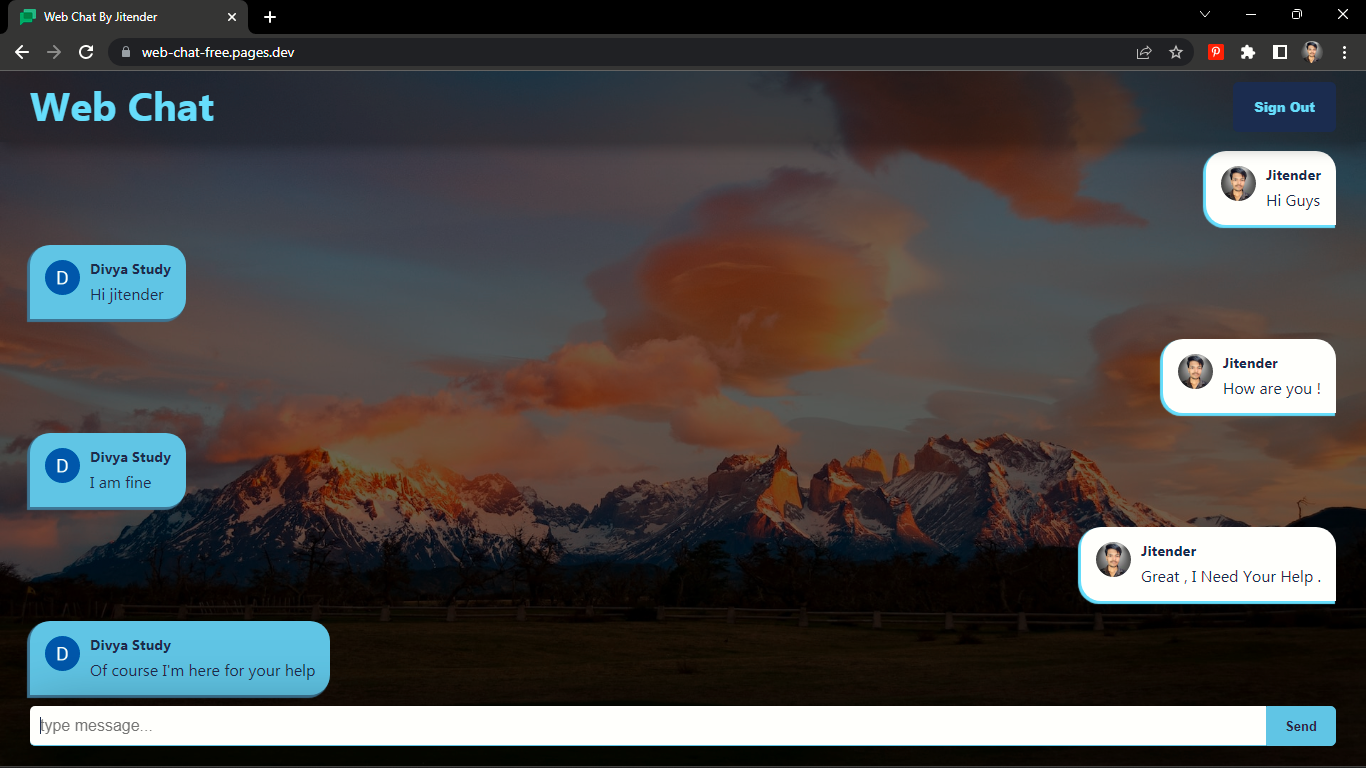 Web Chat By Jitender
web-chat-free.pages.dev
Web Chat
Sign Out
Jitender
Hi Guys
D
Divya Study
Hi jitender
Jitender
How are you !
D
Divya Study
I am fine
Jitender
Great , I Need Your Help .
D
Divya Study
Of course I'm here for your help
type message...
Send